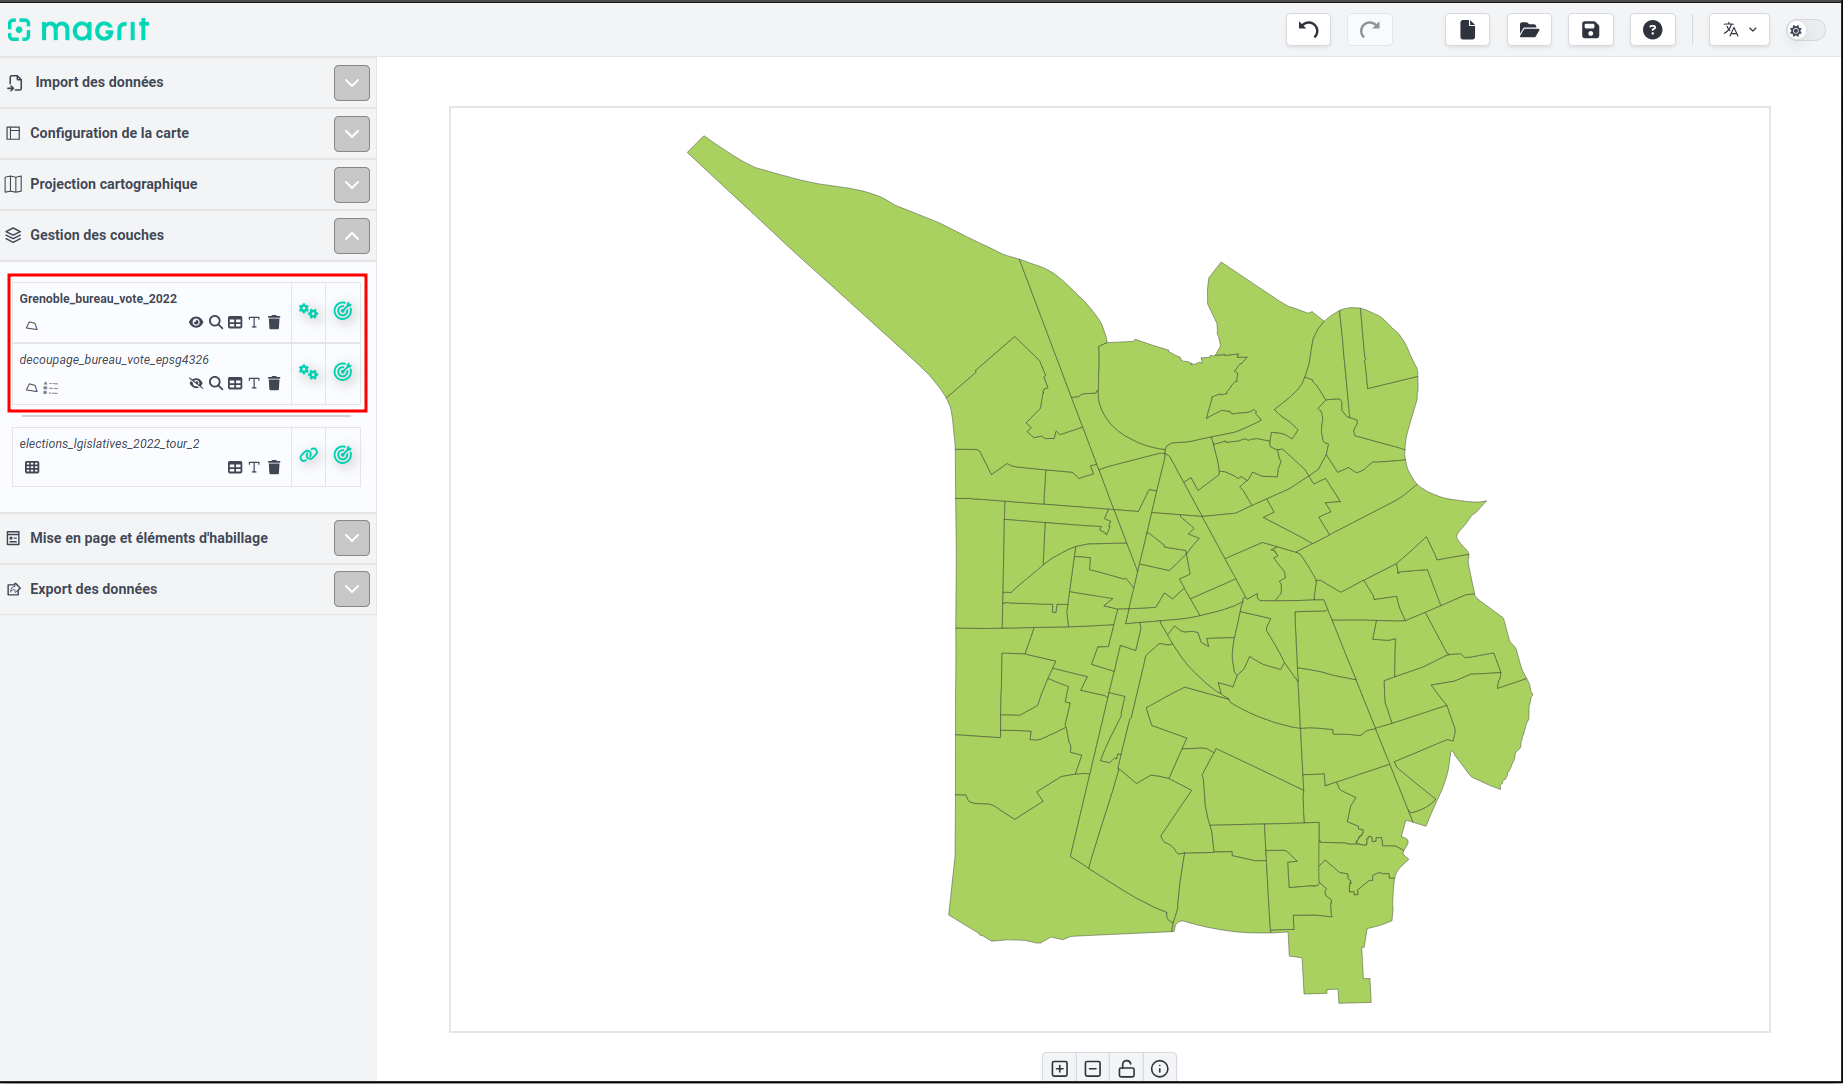 magrit
Import des données
Configuration de la carte
Projection cartographique
Gestion des couches
Grenoble_bureau_vote_2022
decoupage_bureau_vote_epsg4326
elections_lgislatives_2022_tour_2
Mise en page et éléments d'habillage
Export des données